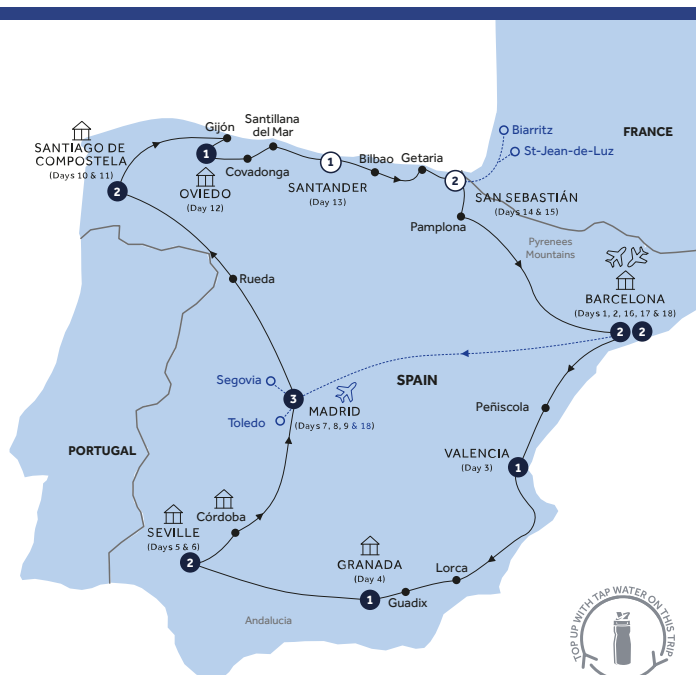 Gijón
Santillana
del Mar
SANTIAGO DE
COMPOSTELA
(Days 10 & 11)
2
1
OVIEDO
(Day 12)
Covadonga
1
SANTANDER
(Day 13)
Bilbao
Getaria
2
SAN SEBASTIÁN
(Days 14 & 15)
Biarritz
St-Jean-de-Luz
FRANCE
Pamplona
Pyrenees
Mountains
BARCELONA
(Days 1, 2, 16, 17 & 18)
2
2
Rueda
Segovia
Toledo
3
MADRID
(Days 7, 8, 9 & 18)
SPAIN
Peñiscola
PORTUGAL
VALENCIA
(Day 3)
1
Córdoba
SEVILLE
(Days 5 & 6)
2
GRANADA
(Day 4)
1
Guadix
Lorca
Andalucia
TOP UP WITH TAP WATER ON THIS TRIP